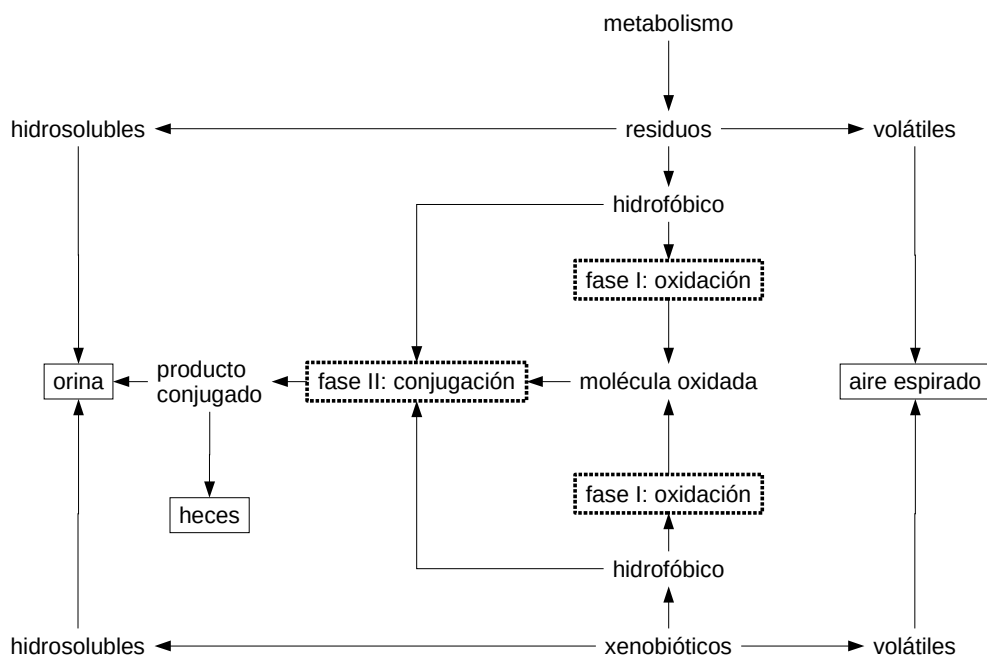 metabolismo
hidrosolubles
residuos
volátiles
hidrofóbico
fase I: oxidación
orina
producto
conjugado
fase II: conjugación
molécula oxidada
aire espirado
fase I: oxidación
heces
hidrofóbico
hidrosolubles
xenobióticos
volátiles